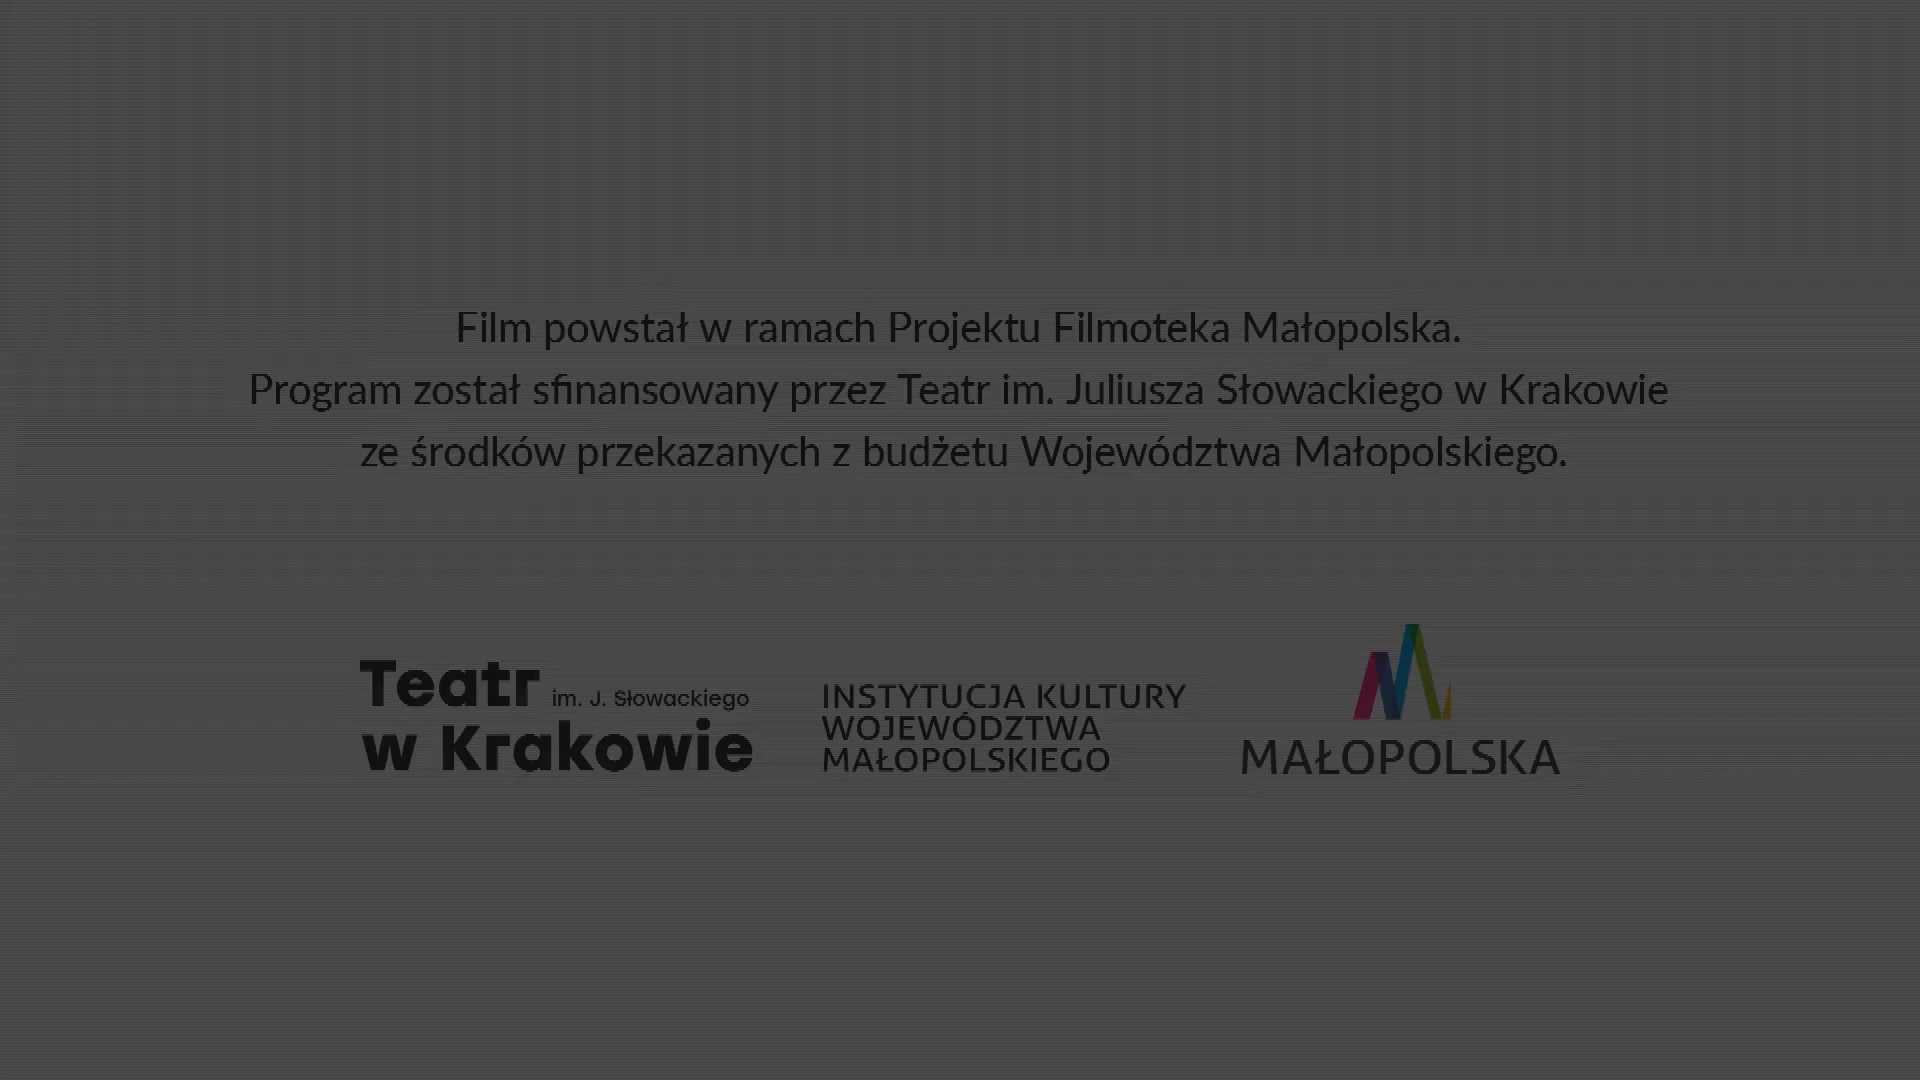 Film powstał w ramach Projektu Filmoteka Małopolska.
Program został sfinansowany przez Teatr im. Juliusza Słowackiego w Krakowie
ze środków przekazanych z budżetu Województwa Małopolskiego.
Teatr im. J. Słowackiego
w Krakowie
INSTYTUCJA KULTURY
WOJEWÓDZTWA
MAŁOPOLSKIEGO
MAŁOPOLSKA